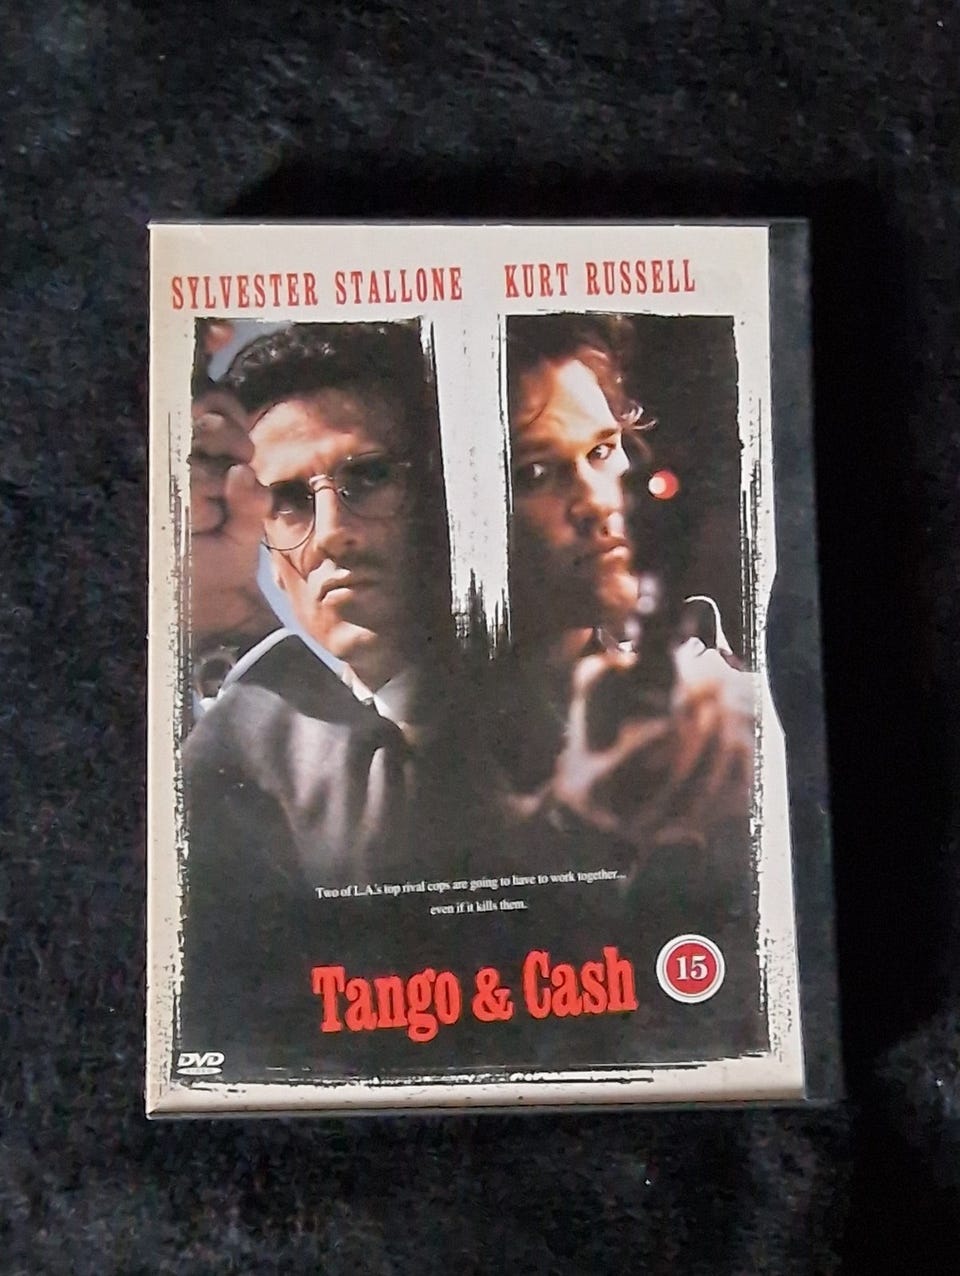 SYLVESTER STALLONE KURT RUSSELL
Two of L.A.'s top rival cops are going to have to work together...
even if it kills them.
Tango & Cash
15
DVD
VIDEO